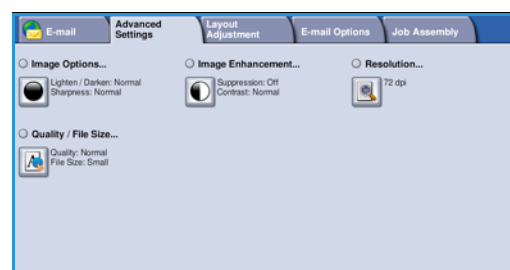 E-mail
Advanced
Settings
Layout
Adjustment
E-mail Options
Job Assembly
Image Options...
Lighten / Darken: Normal
Sharpness: Normal
Image Enhancement...
Suppression: Off
Contrast: Normal
Resolution...
72 dpi
Quality / File Size...
Quality: Normal
File Size: Small